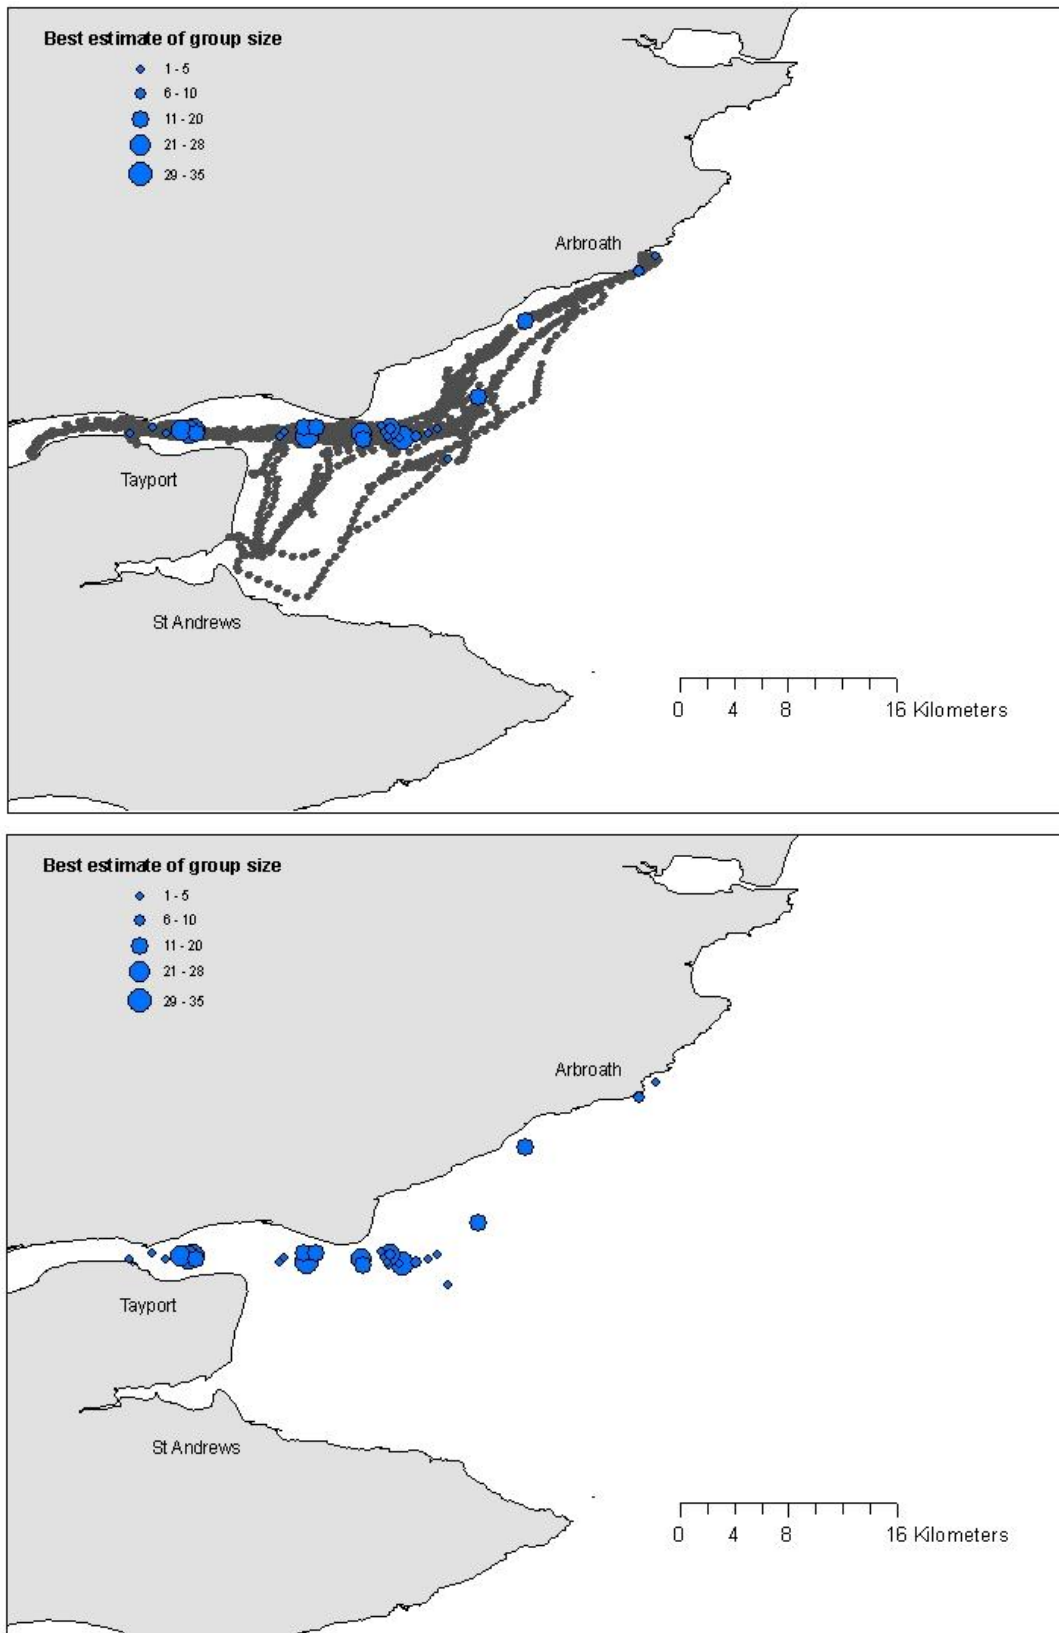 Best estimate of group size
1 - 5
6 - 10
11 - 20
21 - 28
29 - 35
Arbroath
Tayport
St Andrews
0 4 8 16 Kilometers
Best estimate of group size
1 - 5
6 - 10
11 - 20
21 - 28
29 - 35
Arbroath
Tayport
St Andrews
0 4 8 16 Kilometers